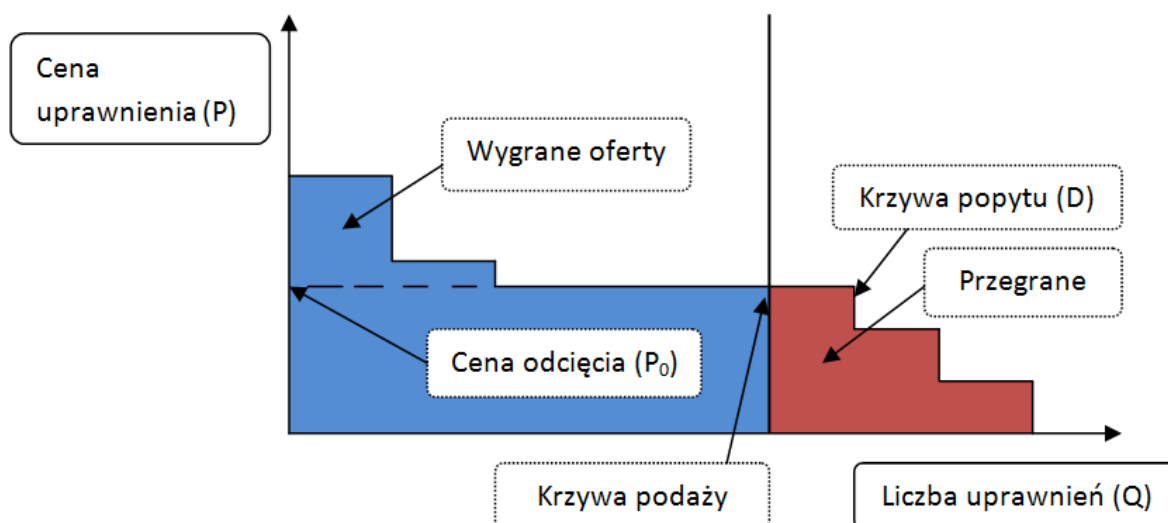 Cena
uprawnienia (P)
Wygrane oferty
Krzywa popytu (D)
Przegrane
Cena odcięcia (P₀)
Krzywa podaży
Liczba uprawnień (Q)